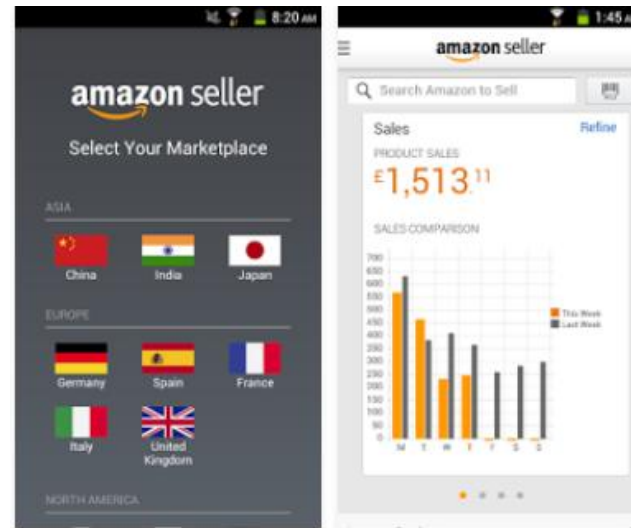 8:20 AM
amazon seller
Select Your Marketplace
ASIA
China
India
Japan
EUROPE
Germany
Spain
France
Italy
United
Kingdom
NORTH AMERICA
1:45 A
amazon seller
Search Amazon to Sell
Sales
Refine
PRODUCT SALES
£1,513.11
SALES COMPARISON
700
650
600
550
500
450
400
350
300
250
200
150
100
50
0
This Week
Last Week
M T W T F S S